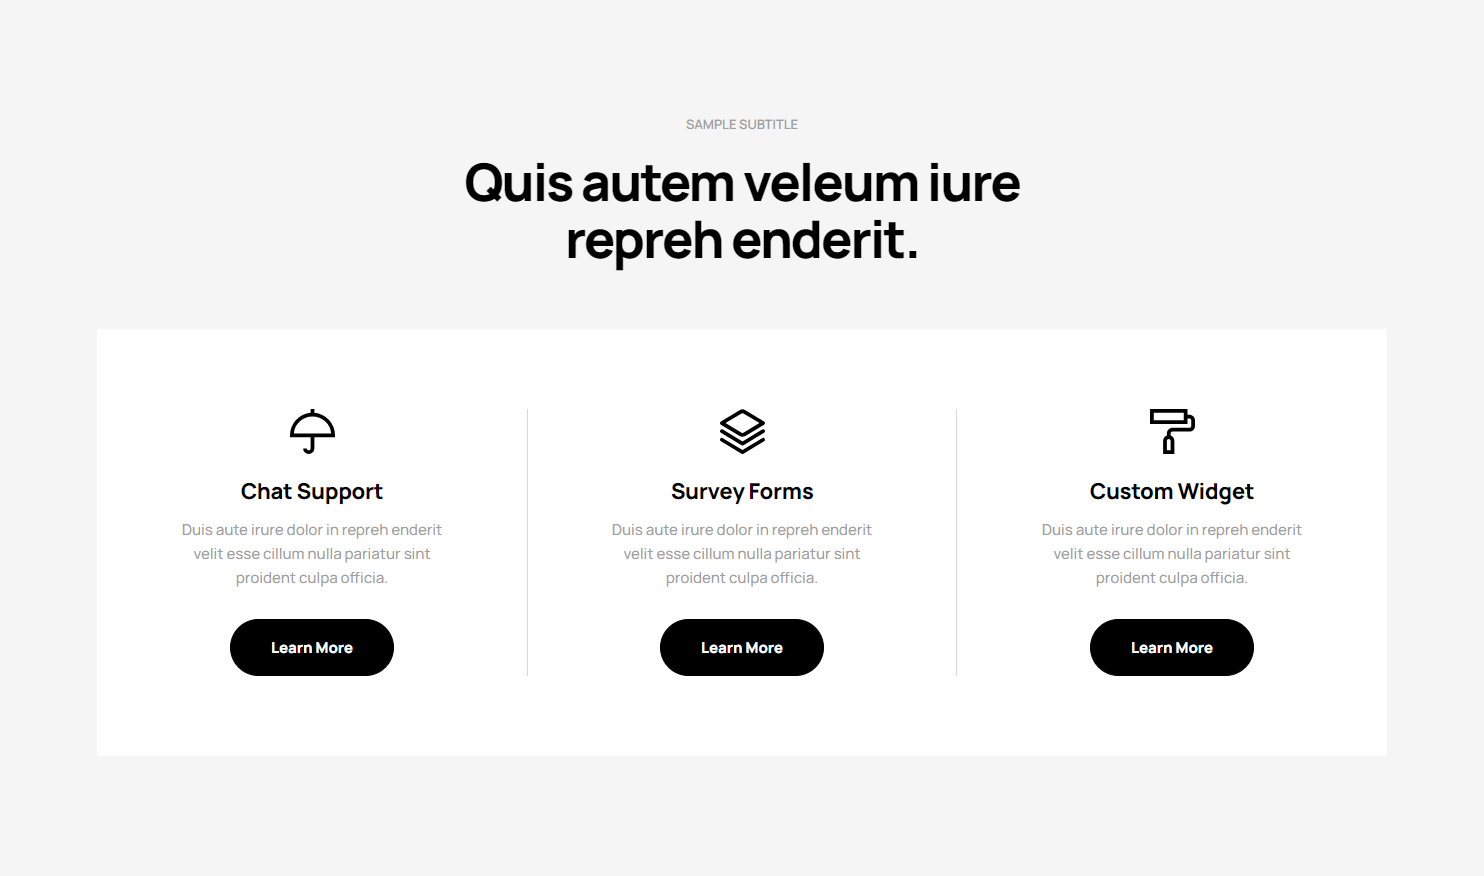 SAMPLE SUBTITLE
Quis autem veleum iure
repreh enderit.
Chat Support
Duis aute irure dolor in repreh enderit
velit esse cillum nulla pariatur sint
proident culpa officia.
Learn More
Survey Forms
Duis aute irure dolor in repreh enderit
velit esse cillum nulla pariatur sint
proident culpa officia.
Learn More
Custom Widget
Duis aute irure dolor in repreh enderit
velit esse cillum nulla pariatur sint
proident culpa officia.
Learn More